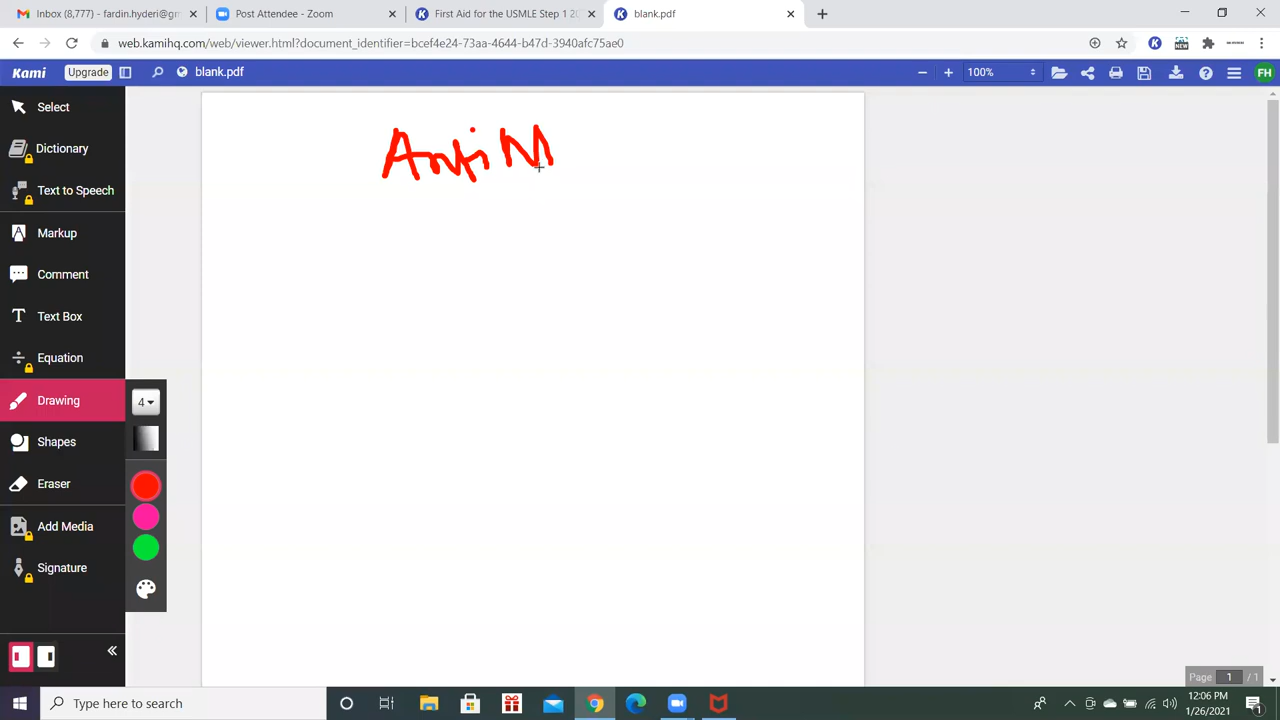 Inbox (8,777) - fardin.hyderi@gm
Post Attendee - Zoom
First Aid for the USMLE Step 1 20
blank.pdf
web.kamihq.com/web/viewer.html?document_identifier=bcef4e24-73aa-4644-b47d-3940afc75ae0
NEW
Kami
Upgrade
blank.pdf
100%
FH
Select
Dictionary
Text to Speech
Markup
Comment
Text Box
Equation
Drawing
Shapes
Eraser
Add Media
Signature
4
Anti M
Page 1 / 1
Type here to search
12:06 PM
1/26/2021
1